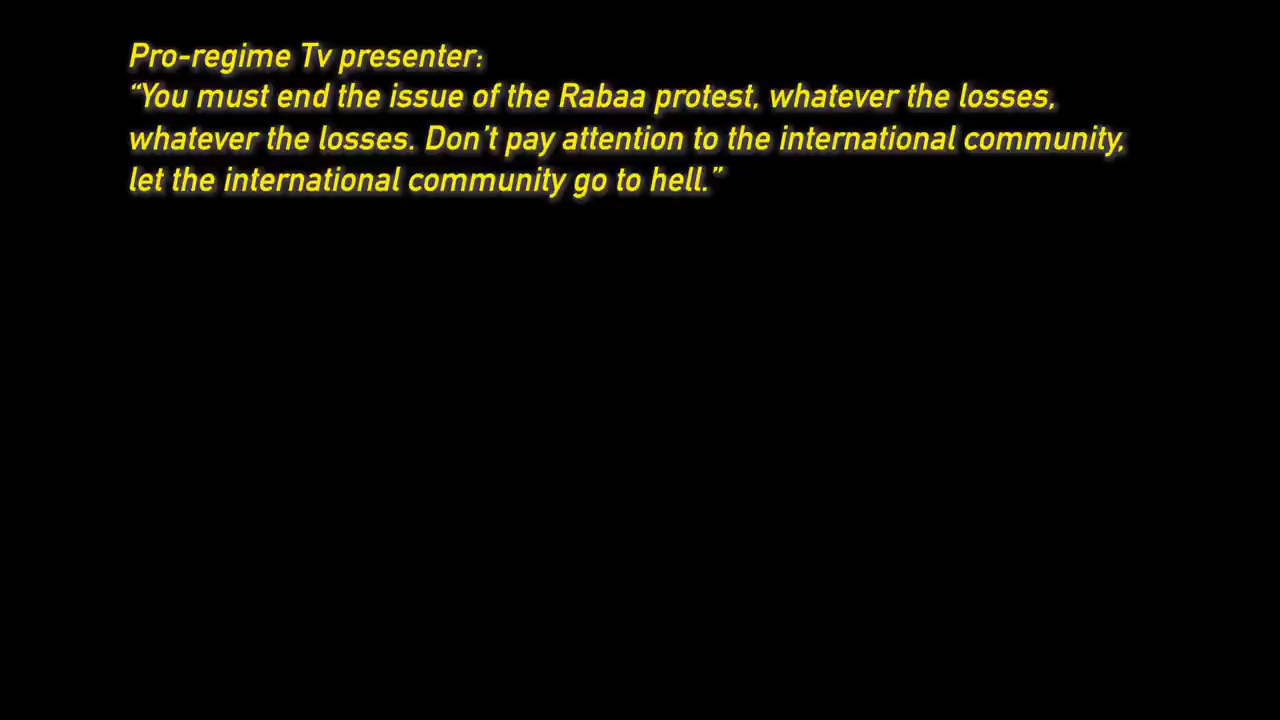 Pro-regime Tv presenter:
“You must end the issue of the Rabaa protest, whatever the losses,
whatever the losses. Don’t pay attention to the international community,
let the international community go to hell.”